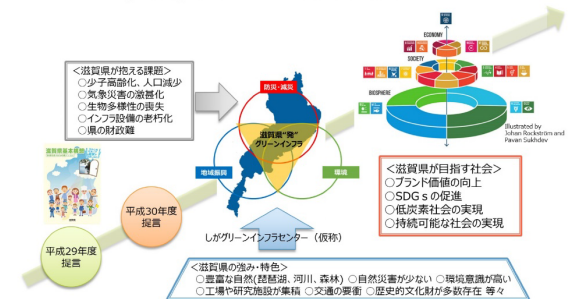 ECONOMY
SOCIETY
BIOSPHERE
Illustrated by
Johan Rockström and
Pavan Sukhdev
<滋賀県が抱える課題>
○少子高齢化、人口減少
○気象災害の激甚化
○生物多様性の喪失
○インフラ設備の老朽化
○県の財政難
防災・減災
滋賀県"発"
グリーンインフラ
地域振興
環境
<滋賀県が目指す社会>
○ブランド価値の向上
○SDGsの促進
○低炭素社会の実現
○持続可能な社会の実現
滋賀県基本構想
平成29年度
提言
平成30年度
提言
しがグリーンインフラセンター(仮称)
<滋賀県の強み・特色>
○豊富な自然(琵琶湖、河川、森林) ○自然災害が少ない ○環境意識が高い
○工場や研究施設が集積 ○交通の要衝 ○歴史的文化財が多数存在 等々